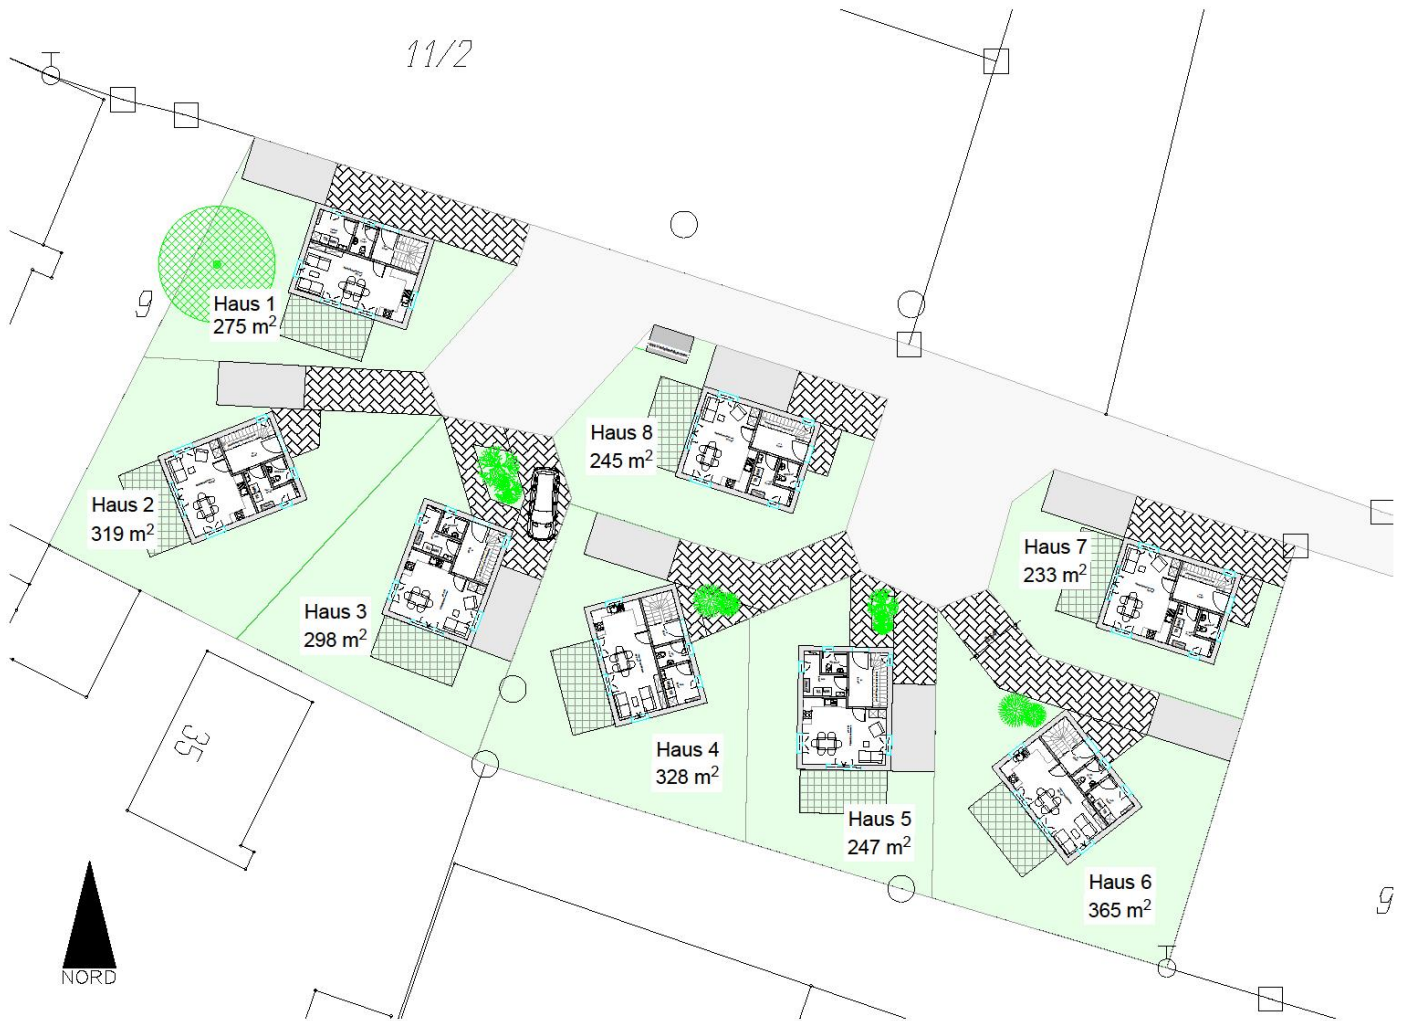 11/2
9
Haus 1
275 m²
Haus 8
245 m²
Haus 2
319 m²
Haus 7
233 m²
Haus 3
298 m²
35
Haus 4
328 m²
Haus 5
247 m²
Haus 6
365 m²
9
NORD